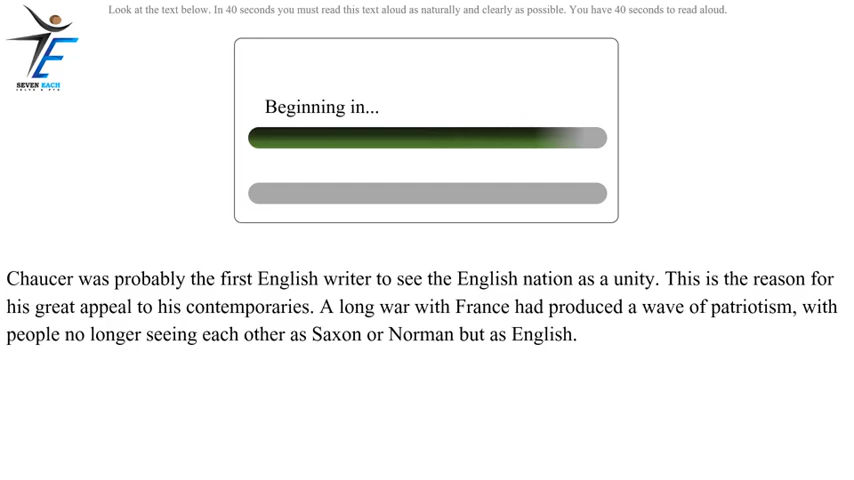 Look at the text below. In 40 seconds you must read this text aloud as naturally and clearly as possible. You have 40 seconds to read aloud.
SEVEN EACH
Beginning in...
Chaucer was probably the first English writer to see the English nation as a unity. This is the reason for
his great appeal to his contemporaries. A long war with France had produced a wave of patriotism, with
people no longer seeing each other as Saxon or Norman but as English.